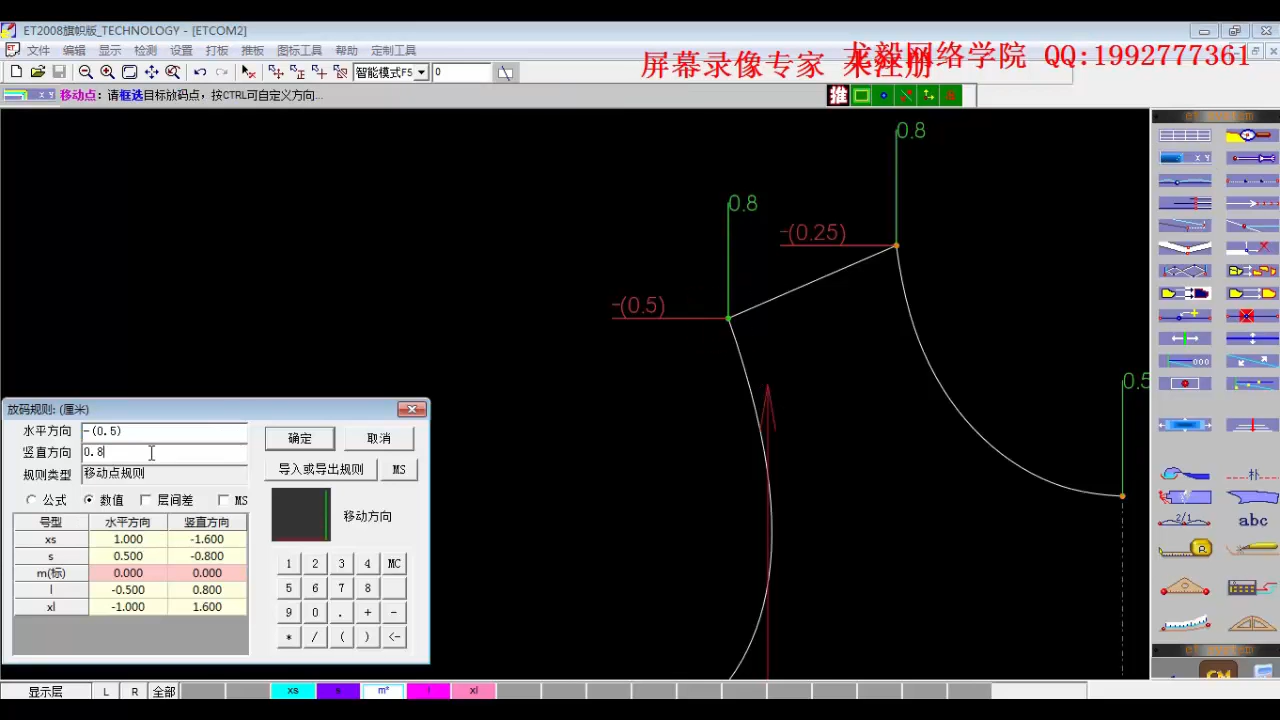 ET2008旗帜版_TECHNOLOGY - [ETCOM2]
文件 编辑 显示 检测 设置 打板 推板 图标工具 帮助 定制工具
屏幕录像专家 未注册
龙毅网络学院 QQ:1992777361
智能模式F5 0
移动点: 请框选目标放码点, 按CTRL可自定义方向...
推
et system
X Y
000
2/1
朴
abc
R
et system
CN
0.8
0.8
-(0.25)
-(0.5)
0.5
放码规则: (厘米)
水平方向 -(0.5) 确定 取消
竖直方向 0.8
规则类型 移动点规则 导入或导出规则 MS
公式 数值 层间差 MS
移动方向
号型 水平方向 竖直方向
xs 1.000 -1.600
s 0.500 -0.800
m(标) 0.000 0.000
l -0.500 0.800
xl -1.000 1.600
1 2 3 4 MC
5 6 7 8
9 0 . + -
* / ( ) <-
显示层 L R 全部 xs s m* l xl